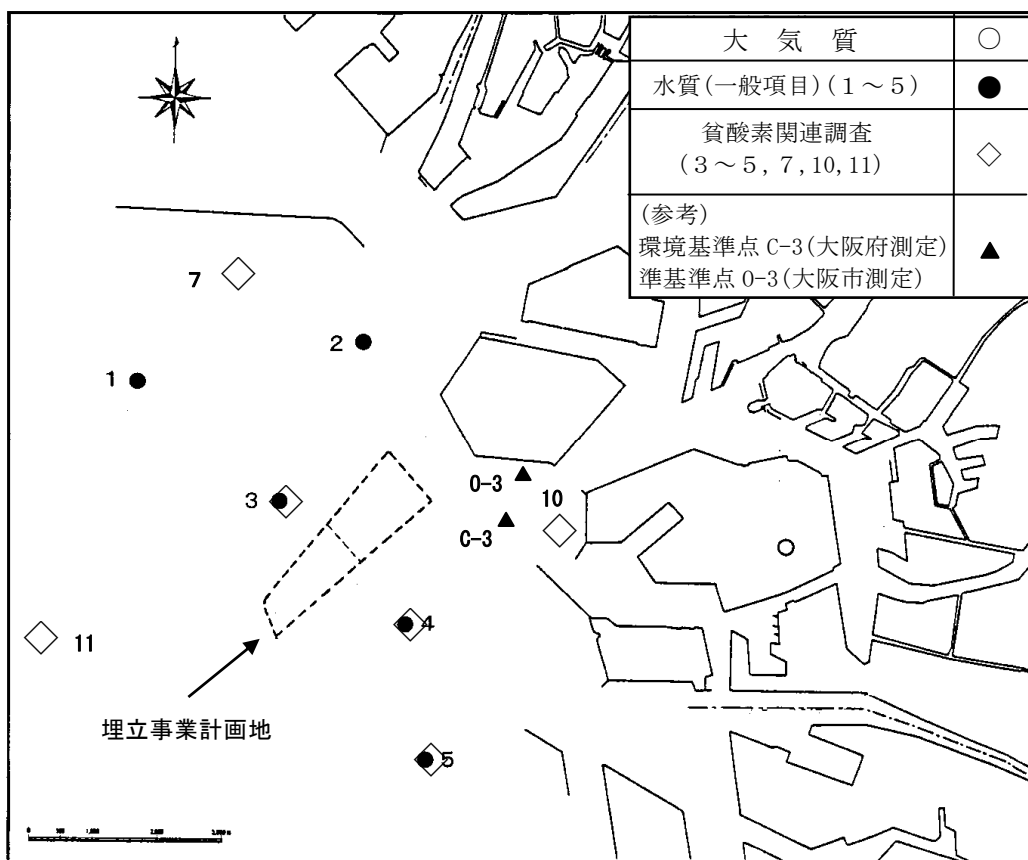 大 気 質 ○
水質(一般項目)(1～5) ●
貧酸素関連調査
(3～5, 7, 10, 11) ◇
(参考)
環境基準点 C-3(大阪府測定) ▲
準基準点 O-3(大阪市測定)
7
2
1
O-3
10
3
C-3
4
11
埋立事業計画地
5